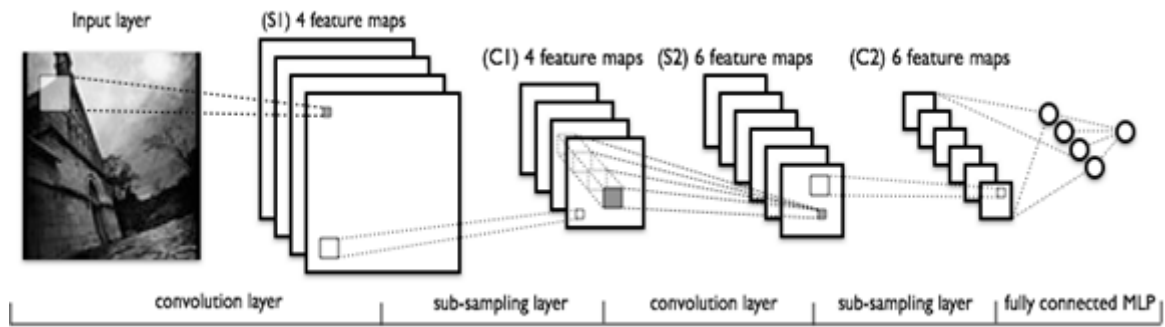 Input layer
(S1) 4 feature maps
(C1) 4 feature maps
(S2) 6 feature maps
(C2) 6 feature maps
convolution layer
sub-sampling layer
convolution layer
sub-sampling layer
fully connected MLP